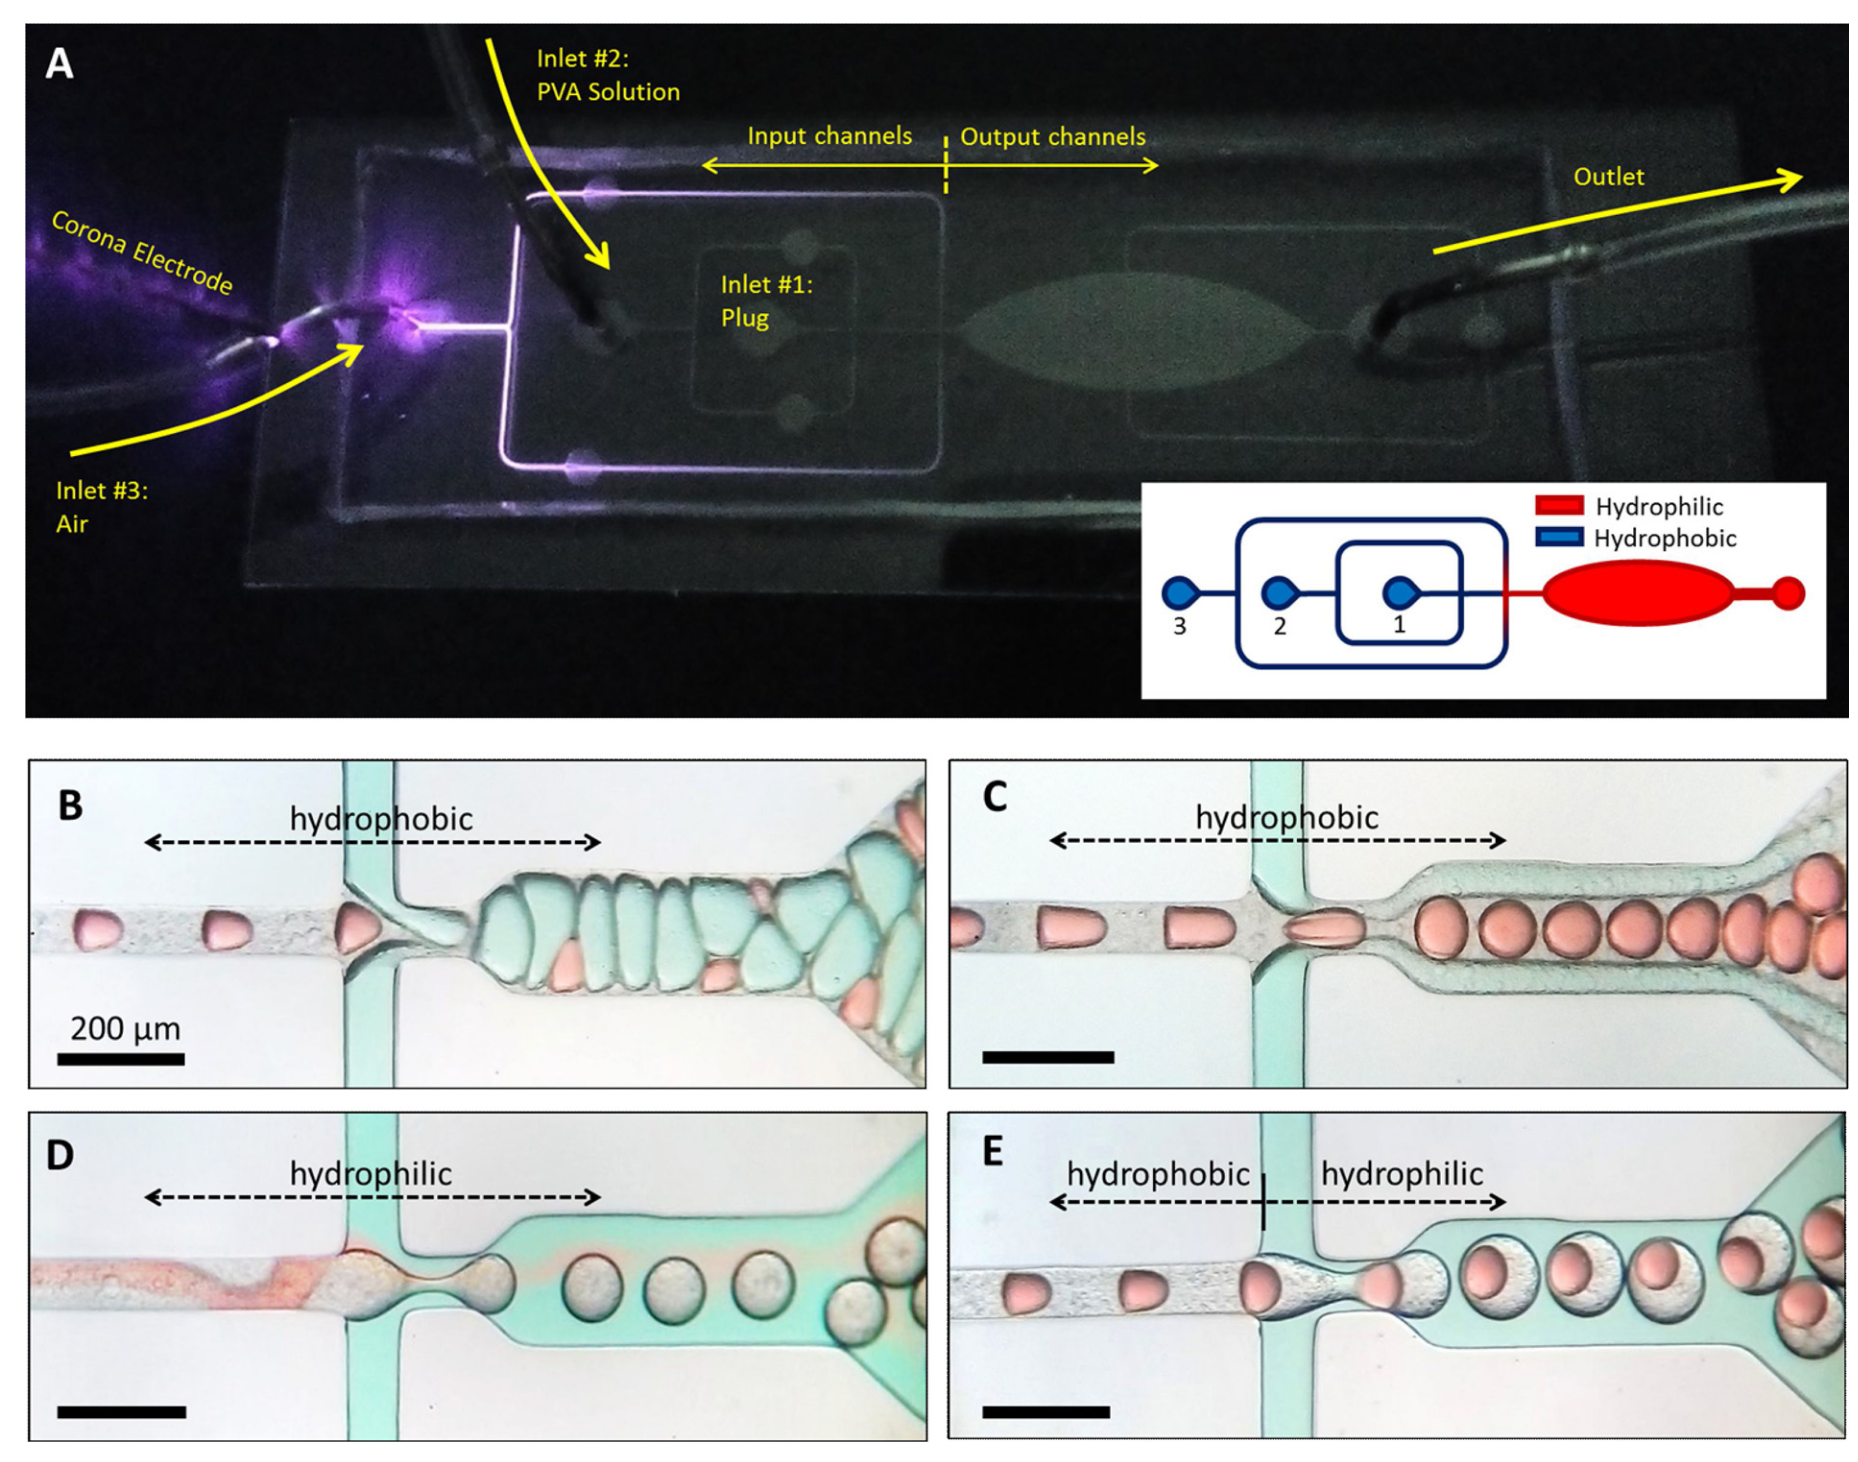 A
Inlet #2:
PVA Solution
Input channels
Output channels
Outlet
Corona Electrode
Inlet #1:
Plug
Inlet #3:
Air
Hydrophilic
Hydrophobic
3
2
1
B
hydrophobic
200 µm
C
hydrophobic
D
hydrophilic
E
hydrophobic
hydrophilic